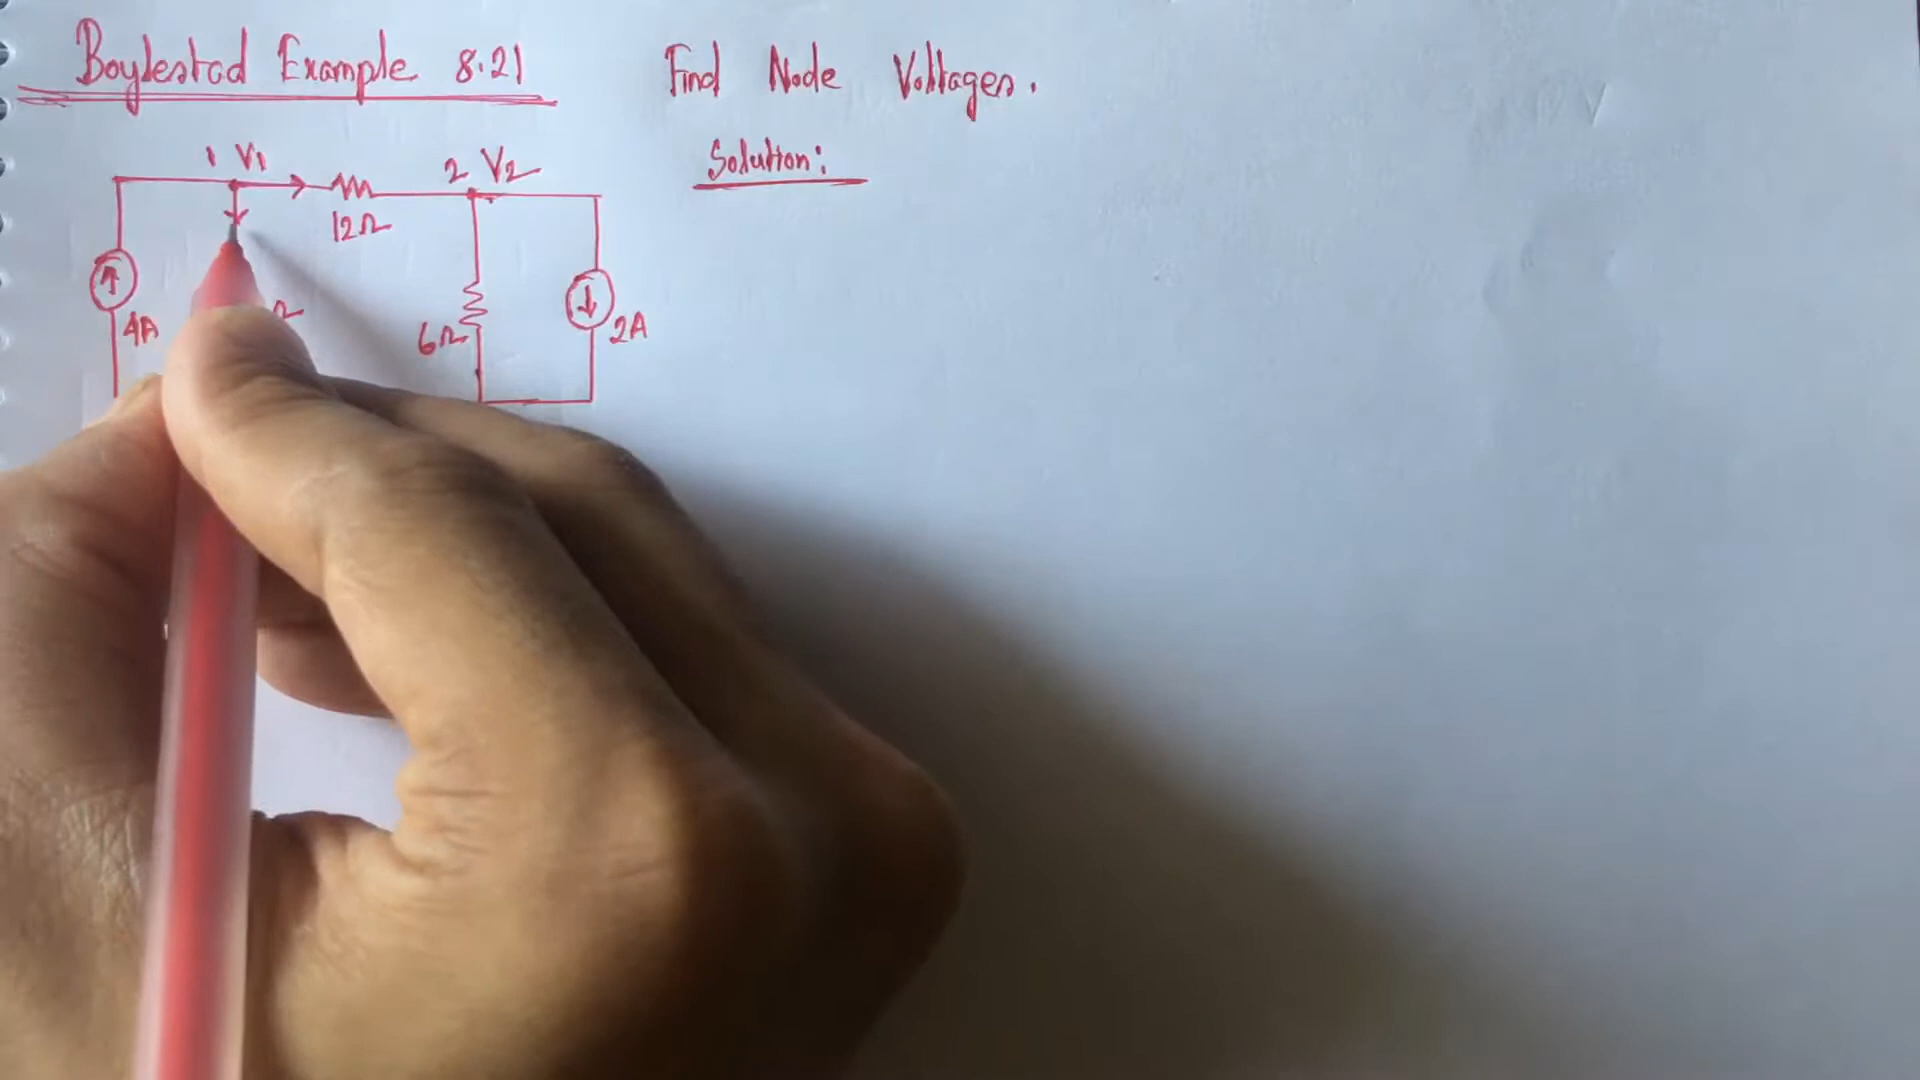 Boylestad Example 8.21
Find Node Voltages.
Solution:
1 V1
2 V2
12Ω
4A
Ω
6Ω
2A